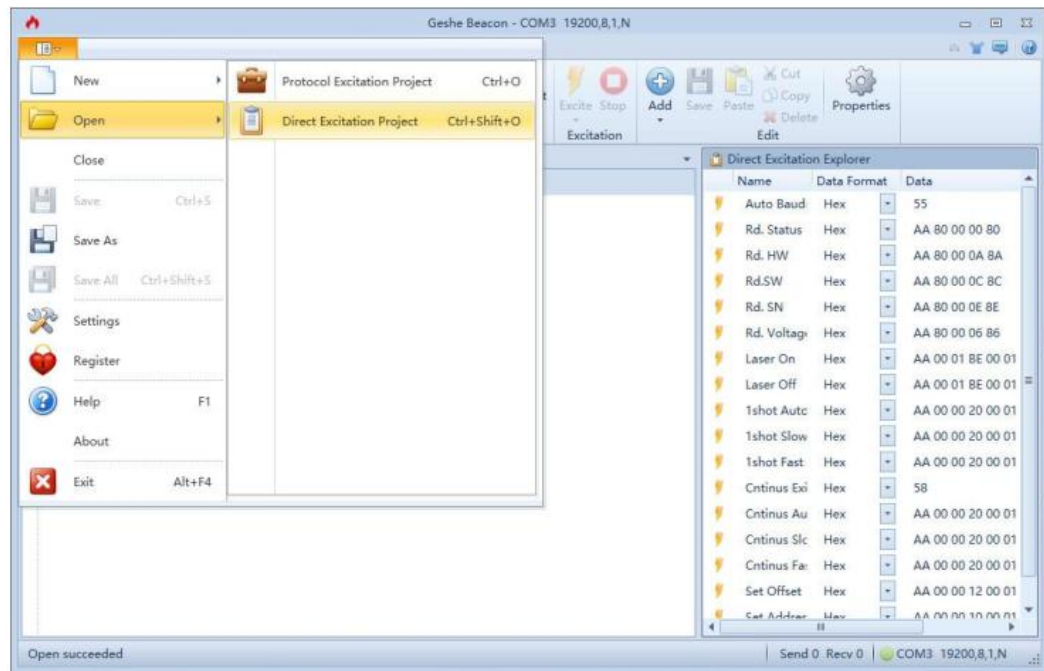 Geshe Beacon - COM3 19200,8,1,N
New
Open
Close
Save Ctrl+S
Save As
Save All Ctrl+Shift+S
Settings
Register
Help F1
About
Exit Alt+F4
Protocol Excitation Project Ctrl+O
Direct Excitation Project Ctrl+Shift+O
Excite Stop
Excitation
Add
Save Paste
Cut
Copy
Delete
Edit
Properties
Direct Excitation Explorer
Name Data Format Data
Auto Baud Hex 55
Rd. Status Hex AA 80 00 00 80
Rd. HW Hex AA 80 00 0A 8A
Rd.SW Hex AA 80 00 0C 8C
Rd. SN Hex AA 80 00 0E 8E
Rd. Voltag Hex AA 80 00 06 86
Laser On Hex AA 00 01 BE 00 01
Laser Off Hex AA 00 01 BE 00 01
1shot Autc Hex AA 00 00 20 00 01
1shot Slow Hex AA 00 00 20 00 01
1shot Fast Hex AA 00 00 20 00 01
Cntinus Exi Hex 58
Cntinus Au Hex AA 00 00 20 00 01
Cntinus Slc Hex AA 00 00 20 00 01
Cntinus Fa Hex AA 00 00 20 00 01
Set Offset Hex AA 00 00 12 00 01
Set Addres Hex AA 00 00 10 00 01
Open succeeded
Send 0 Recv 0
COM3 19200,8,1,N